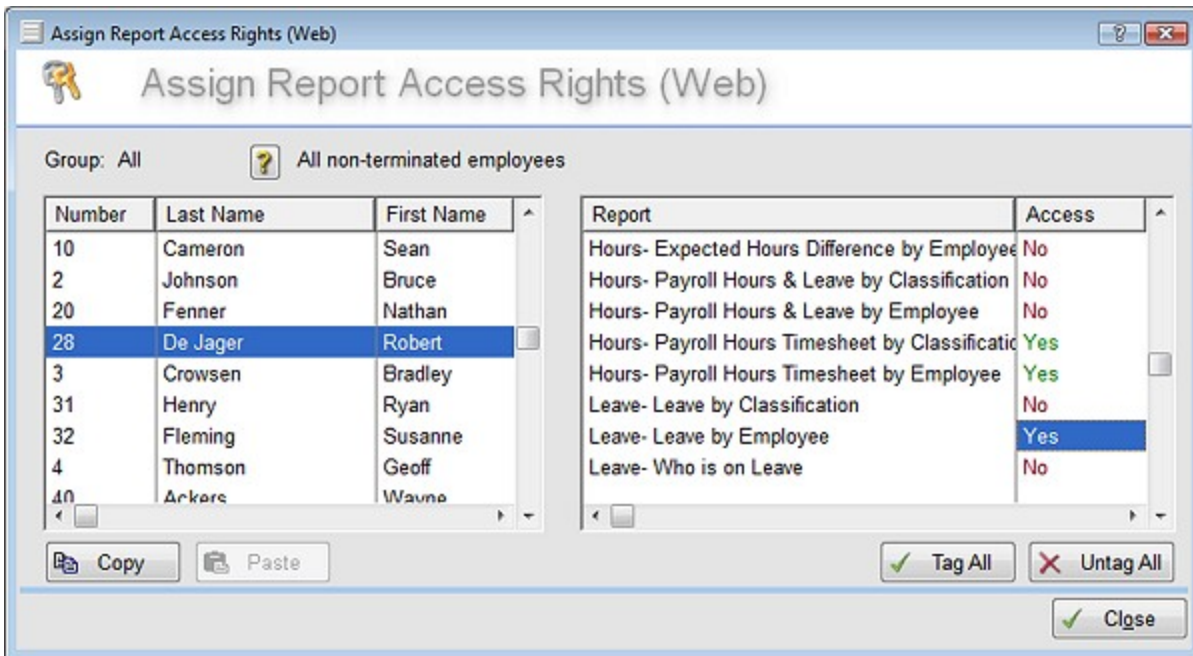 Assign Report Access Rights (Web)
Assign Report Access Rights (Web)
Group: All ? All non-terminated employees
Number Last Name First Name
10 Cameron Sean
2 Johnson Bruce
20 Fenner Nathan
28 De Jager Robert
3 Crowsen Bradley
31 Henry Ryan
32 Fleming Susanne
4 Thomson Geoff
40 Ackers Wayne
Report Access
Hours- Expected Hours Difference by Employee No
Hours- Payroll Hours & Leave by Classification No
Hours- Payroll Hours & Leave by Employee No
Hours- Payroll Hours Timesheet by Classificatic Yes
Hours- Payroll Hours Timesheet by Employee Yes
Leave- Leave by Classification No
Leave- Leave by Employee Yes
Leave- Who is on Leave No
Copy Paste Tag All Untag All
Close